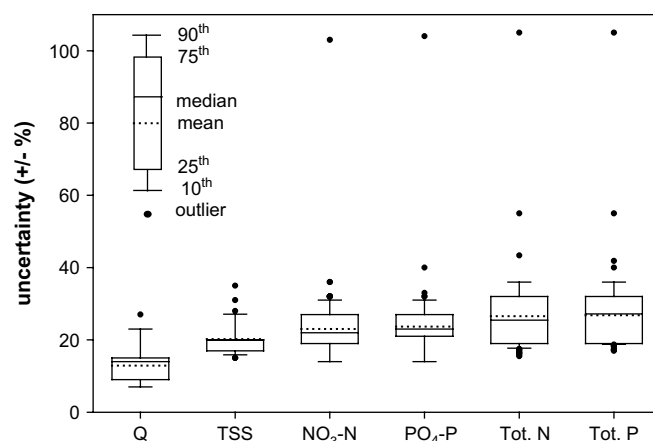 uncertainty (+/- %)
100
80
60
40
20
0
90th
75th
median
mean
25th
10th
outlier
Q TSS NO3-N PO4-P Tot. N Tot. P